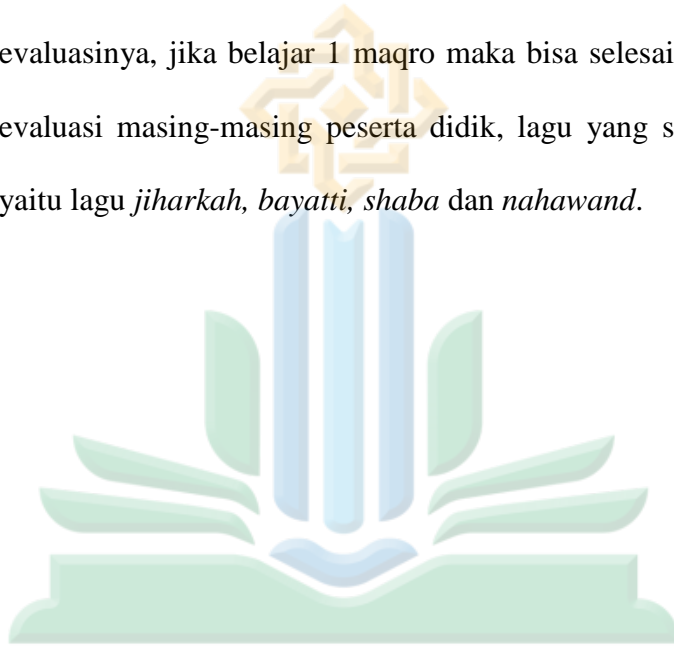 evaluasinya, jika belajar 1 maqro maka bisa selesai
evaluasi masing-masing peserta didik, lagu yang s
yaitu lagu jiharkah, bayatti, shaba dan nahawand.